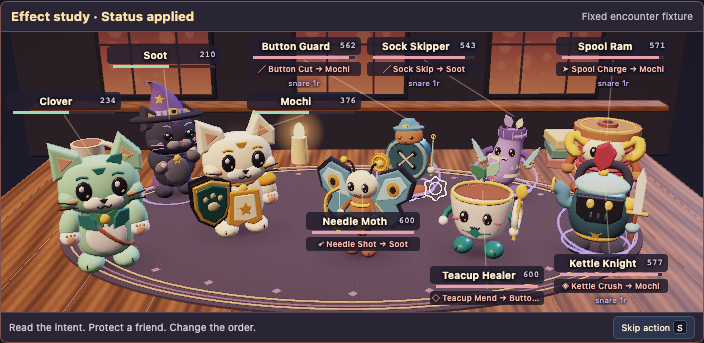 Effect study · Status applied
Fixed encounter fixture
Soot 210
Button Guard 562
Button Cut → Mochi
snare 1r
Sock Skipper 543
Sock Skip → Soot
snare 1r
Spool Ram 571
Spool Charge → Mochi
snare 1r
Clover 234
Mochi 376
Needle Moth 600
Needle Shot → Soot
Teacup Healer 600
Teacup Mend → Butto...
Kettle Knight 577
Kettle Crush → Mochi
snare 1r
Read the intent. Protect a friend. Change the order.
Skip action S